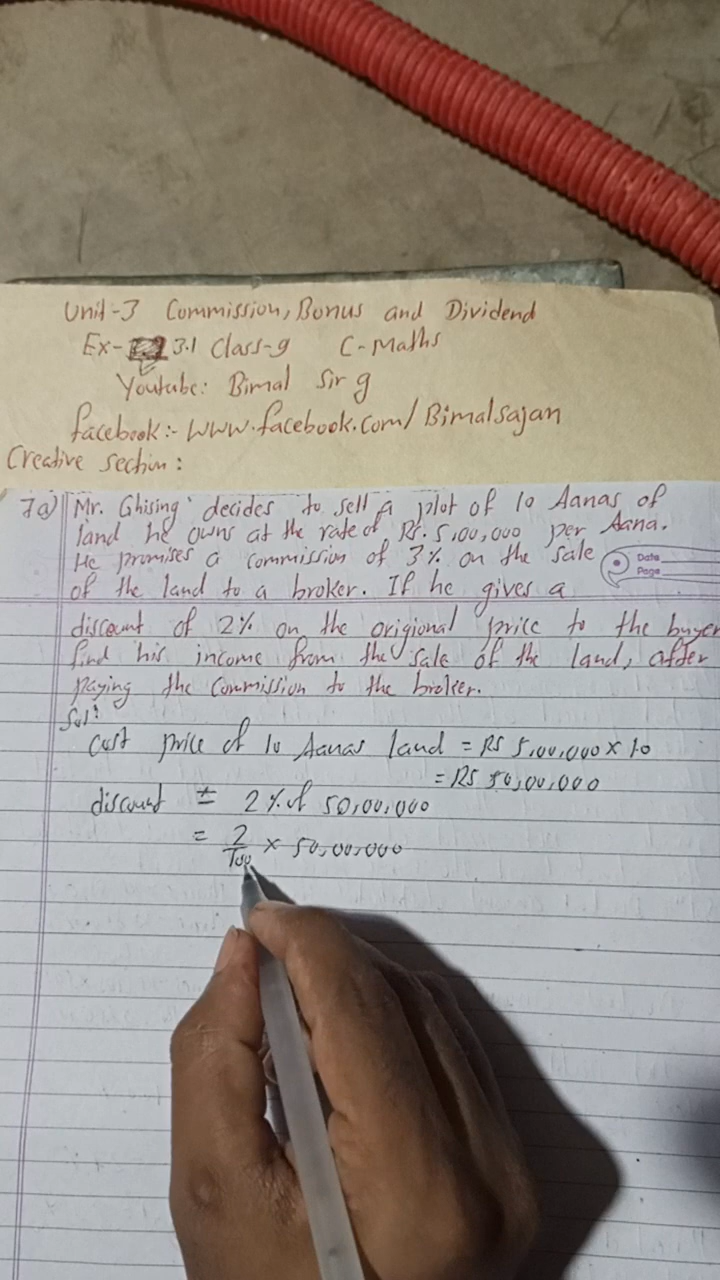 Unit-3 Commission, Bonus and Dividend
Ex- 3.1 Class-9 C-Maths
Youtube: Bimal Sir g
facebook:- www.facebook.com/Bimalsajan
Creative section:
7a) Mr. Ghising decides to sell a plot of 10 Aanas of
land he owns at the rate of Rs. 5,00,000 per Aana.
He promises a commission of 3% on the sale
Date
Page
of the land to a broker. If he gives a
discount of 2% on the origional price to the buyer
find his income from the sale of the land, after
paying the commission to the broker.
Solⁿ
Cost price of 10 Aanas land = RS 5,00,000 × 10
= RS 50,00,000
discount = 2% of 50,00,000
= 2/100 × 50,00,000